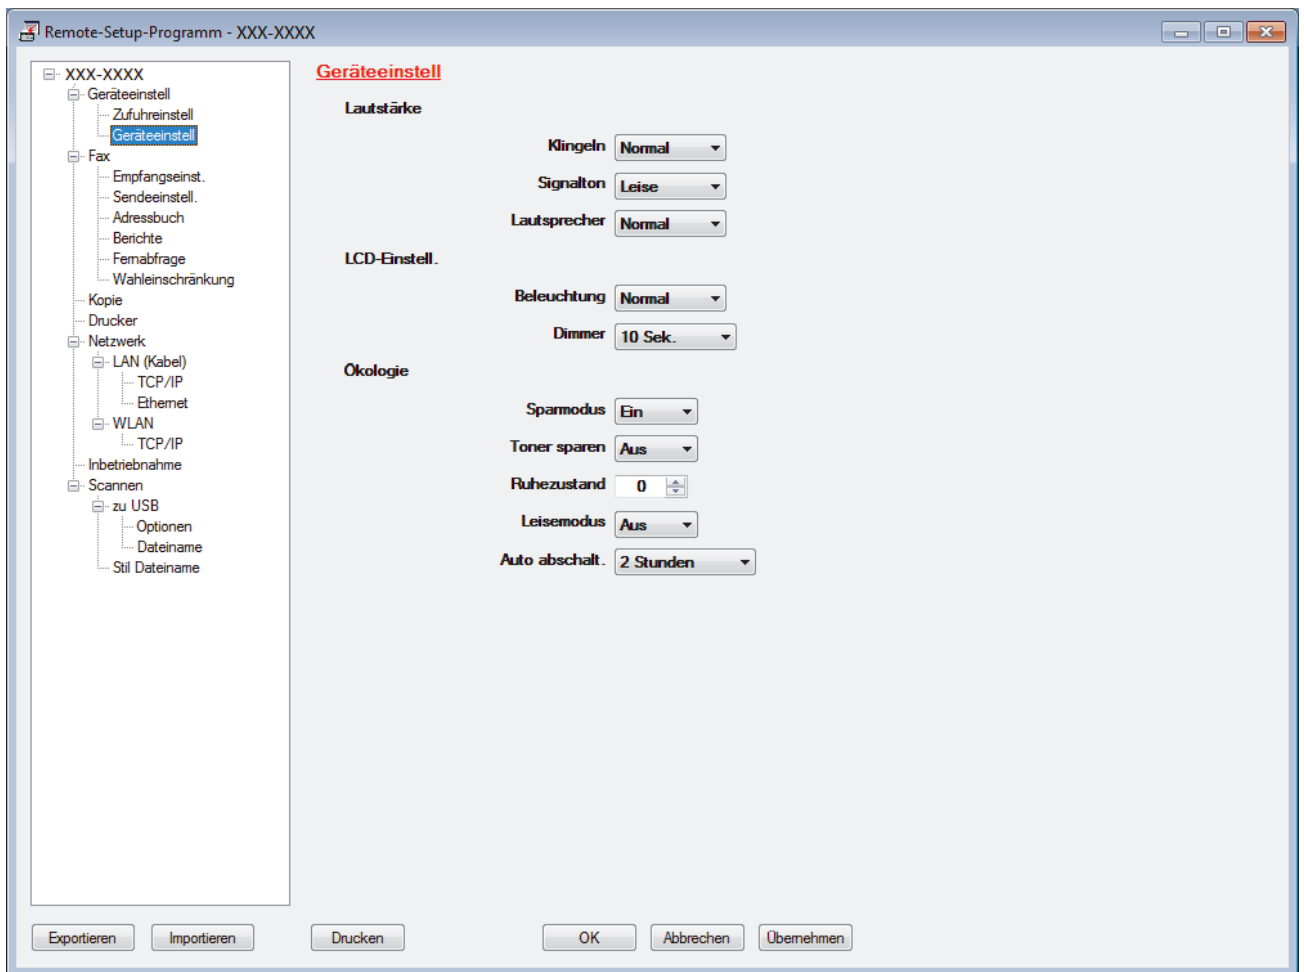 Remote-Setup-Programm - XXX-XXXX
XXX-XXXX
Geräteeinstell
Zufuhreinstell
Geräteeinstell
Fax
Empfangseinst.
Sendeeinstell.
Adressbuch
Berichte
Fernabfrage
Wahleinschränkung
Kopie
Drucker
Netzwerk
LAN (Kabel)
TCP/IP
Ethernet
WLAN
TCP/IP
Inbetriebnahme
Scannen
zu USB
Optionen
Dateiname
Stil Dateiname
Geräteeinstell
Lautstärke
Klingeln Normal
Signalton Leise
Lautsprecher Normal
LCD-Einstell.
Beleuchtung Normal
Dimmer 10 Sek.
Ökologie
Sparmodus Ein
Toner sparen Aus
Ruhezustand 0
Leisemodus Aus
Auto abschalt. 2 Stunden
Exportieren Importieren Drucken OK Abbrechen Übernehmen